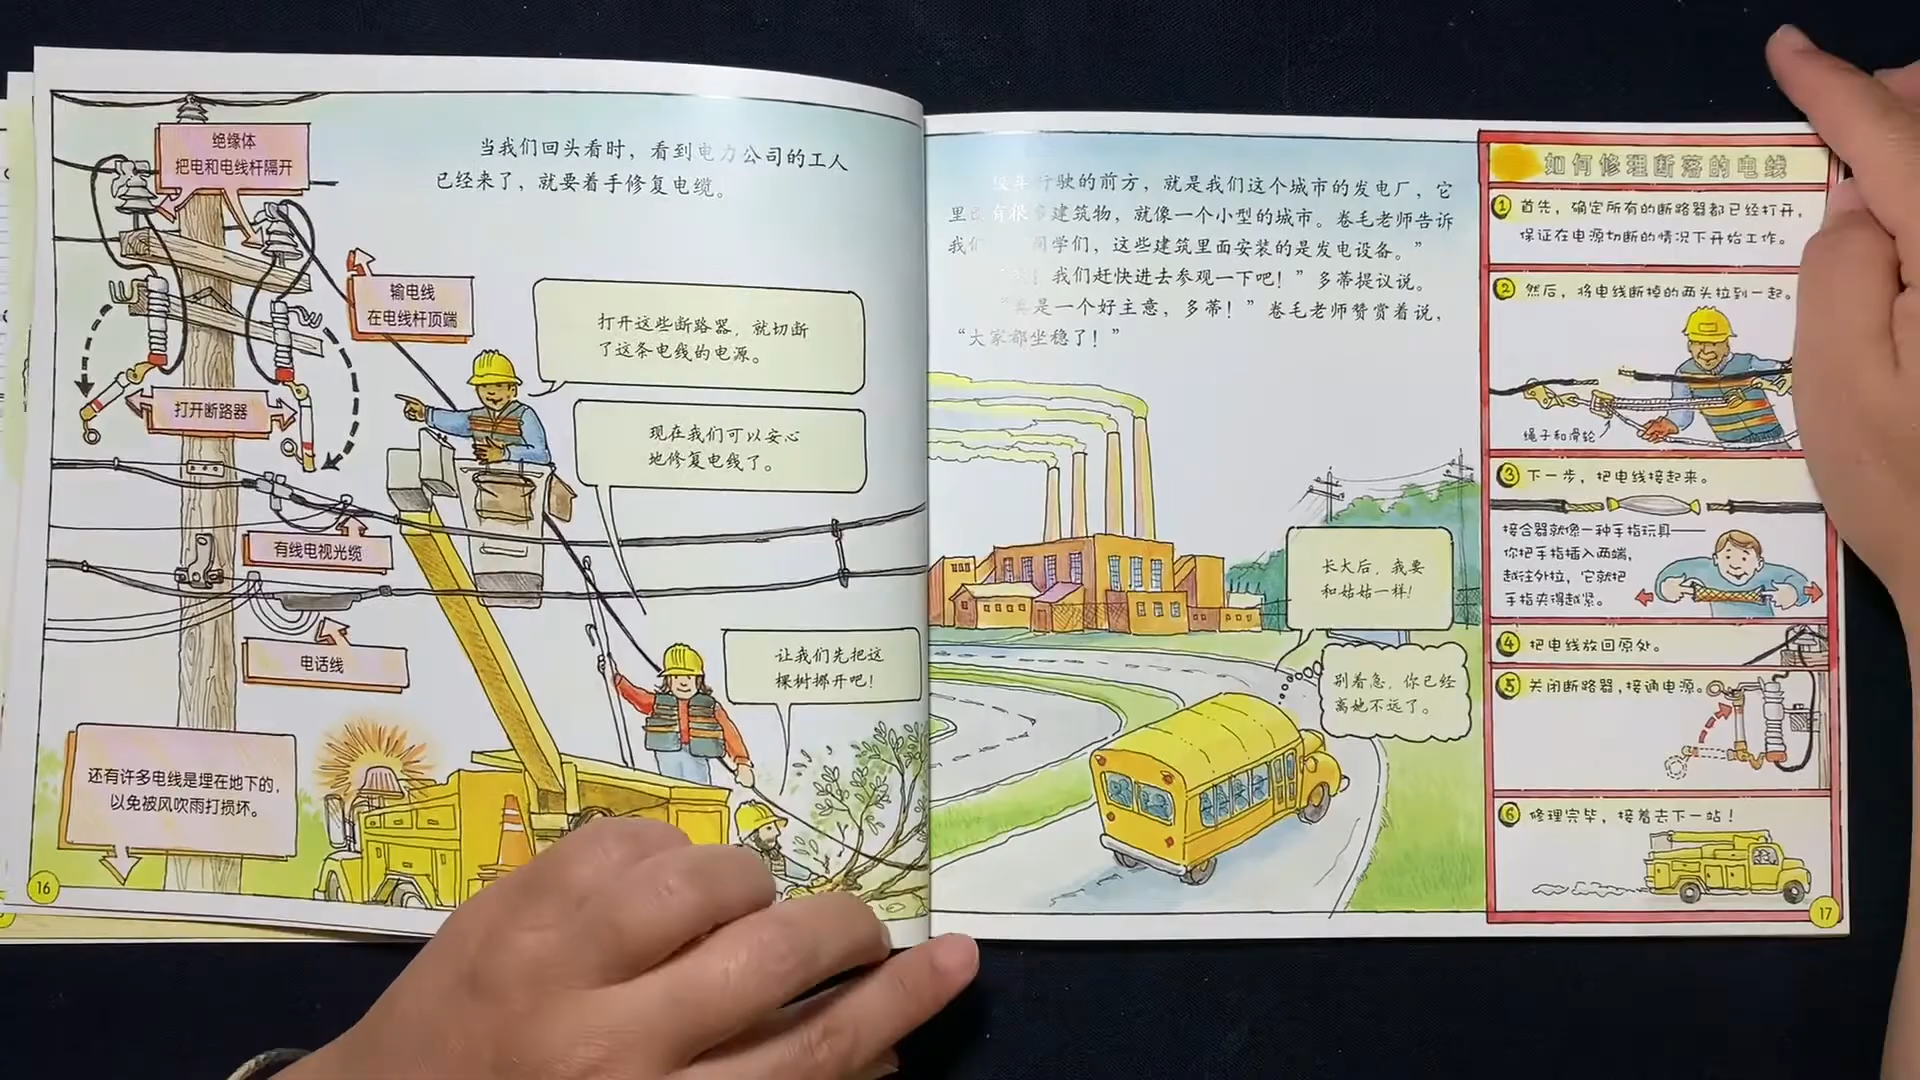 当我们回头看时，看到电力公司的工人
已经来了，就要着手修复电缆。
绝缘体
把电和电线杆隔开
输电线
在电线杆顶端
打开这些断路器，就切断
了这条电线的电源。
打开断路器
现在我们可以安心
地修复电线了。
有线电视光缆
电话线
让我们先把这
棵树挪开吧！
还有许多电线是埋在地下的，
以免被风吹雨打损坏。
16
行驶的前方，就是我们这个城市的发电厂，它
里 有很 建筑物，就像一个小型的城市。卷毛老师告诉
我们 同学们，这些建筑里面安装的是发电设备。”
！我们赶快进去参观一下吧！”多蒂提议说。
是一个好主意，多蒂！”卷毛老师赞赏着说，
“大家都坐稳了！”
长大后，我要
和姑姑一样！
别着急，你已经
离她不远了。
如何修理断落的电线
1 首先，确定所有的断路器都已经打开，
保证在电源切断的情况下开始工作。
2 然后，将电线断掉的两头拉到一起。
绳子和滑轮
3 下一步，把电线接起来。
接合器就像一种手指玩具——
你把手指插入两端，
越往外拉，它就把
手指夹得越紧。
4 把电线放回原处。
5 关闭断路器，接通电源。
6 修理完毕，接着去下一站！
17